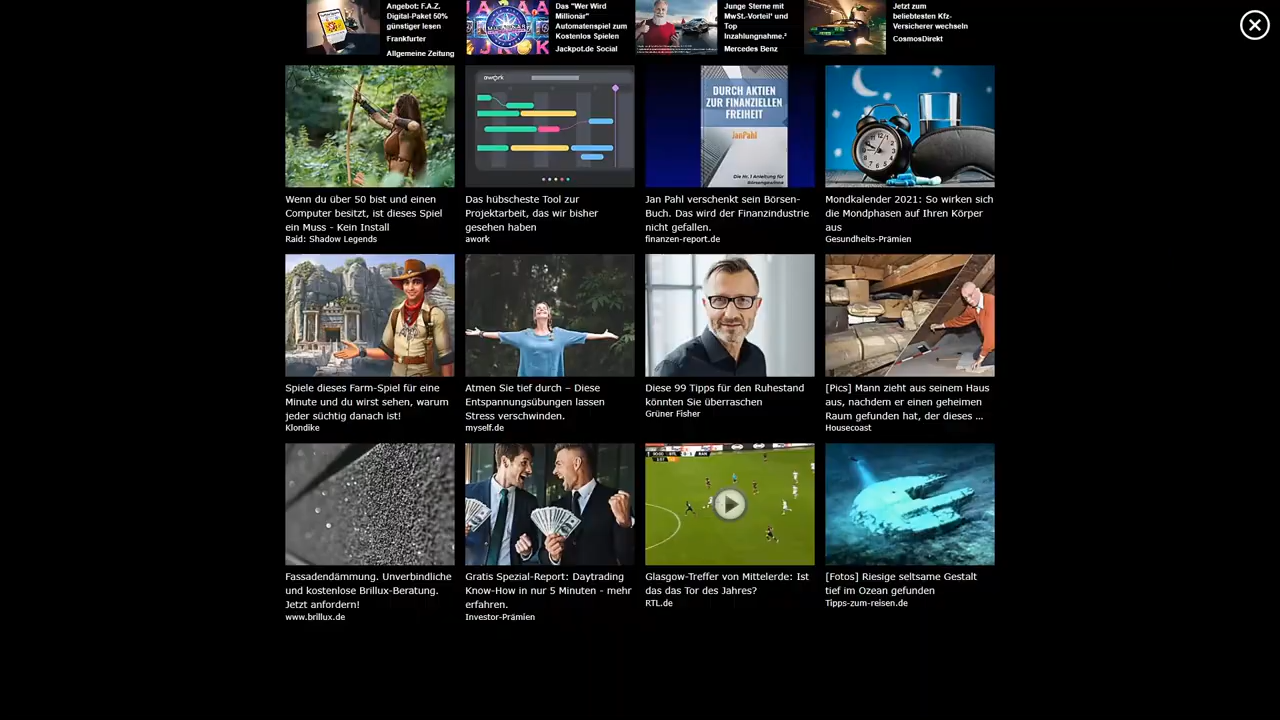 Angebot: F.A.Z.
Digital-Paket 50%
günstiger lesen
Frankfurter
Allgemeine Zeitung
Das "Wer Wird
Millionär"
Automatenspiel zum
Kostenlos Spielen
Jackpot.de Social
Junge Sterne mit
MwSt.-Vorteil¹ und
Top
Inzahlungnahme.²
Mercedes Benz
Jetzt zum
beliebtesten Kfz-
Versicherer wechseln
CosmosDirekt
Wenn du über 50 bist und einen
Computer besitzt, ist dieses Spiel
ein Muss - Kein Install
Raid: Shadow Legends
awork
Das hübscheste Tool zur
Projektarbeit, das wir bisher
gesehen haben
awork
DURCH AKTIEN
ZUR FINANZIELLEN
FREIHEIT
JanPahl
Die Nr. 1 Anleitung für
Börsengewinne
Jan Pahl verschenkt sein Börsen-
Buch. Das wird der Finanzindustrie
nicht gefallen.
finanzen-report.de
Mondkalender 2021: So wirken sich
die Mondphasen auf Ihren Körper
aus
Gesundheits-Prämien
Spiele dieses Farm-Spiel für eine
Minute und du wirst sehen, warum
jeder süchtig danach ist!
Klondike
Atmen Sie tief durch – Diese
Entspannungsübungen lassen
Stress verschwinden.
myself.de
Diese 99 Tipps für den Ruhestand
könnten Sie überraschen
Grüner Fisher
[Pics] Mann zieht aus seinem Haus
aus, nachdem er einen geheimen
Raum gefunden hat, der dieses ...
Housecoast
Fassadendämmung. Unverbindliche
und kostenlose Brillux-Beratung.
Jetzt anfordern!
www.brillux.de
Gratis Spezial-Report: Daytrading
Know-How in nur 5 Minuten - mehr
erfahren.
Investor-Prämien
Glasgow-Treffer von Mittelerde: Ist
das das Tor des Jahres?
RTL.de
[Fotos] Riesige seltsame Gestalt
tief im Ozean gefunden
Tipps-zum-reisen.de